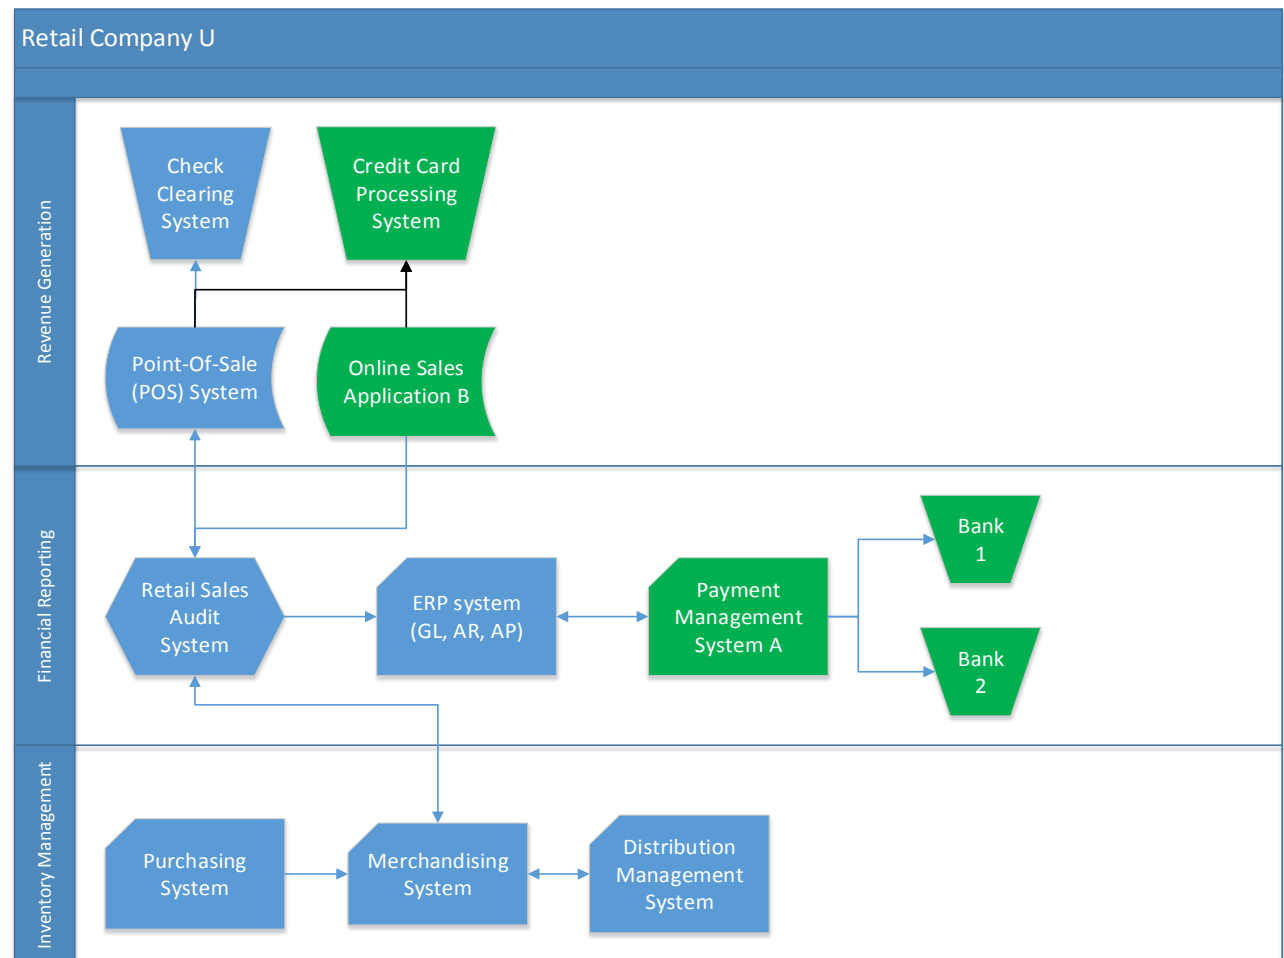 Retail Company U
Revenue Generation
Check
Clearing
System
Credit Card
Processing
System
Point-Of-Sale
(POS) System
Online Sales
Application B
Financial Reporting
Retail Sales
Audit
System
ERP system
(GL, AR, AP)
Payment
Management
System A
Bank
1
Bank
2
Inventory Management
Purchasing
System
Merchandising
System
Distribution
Management
System